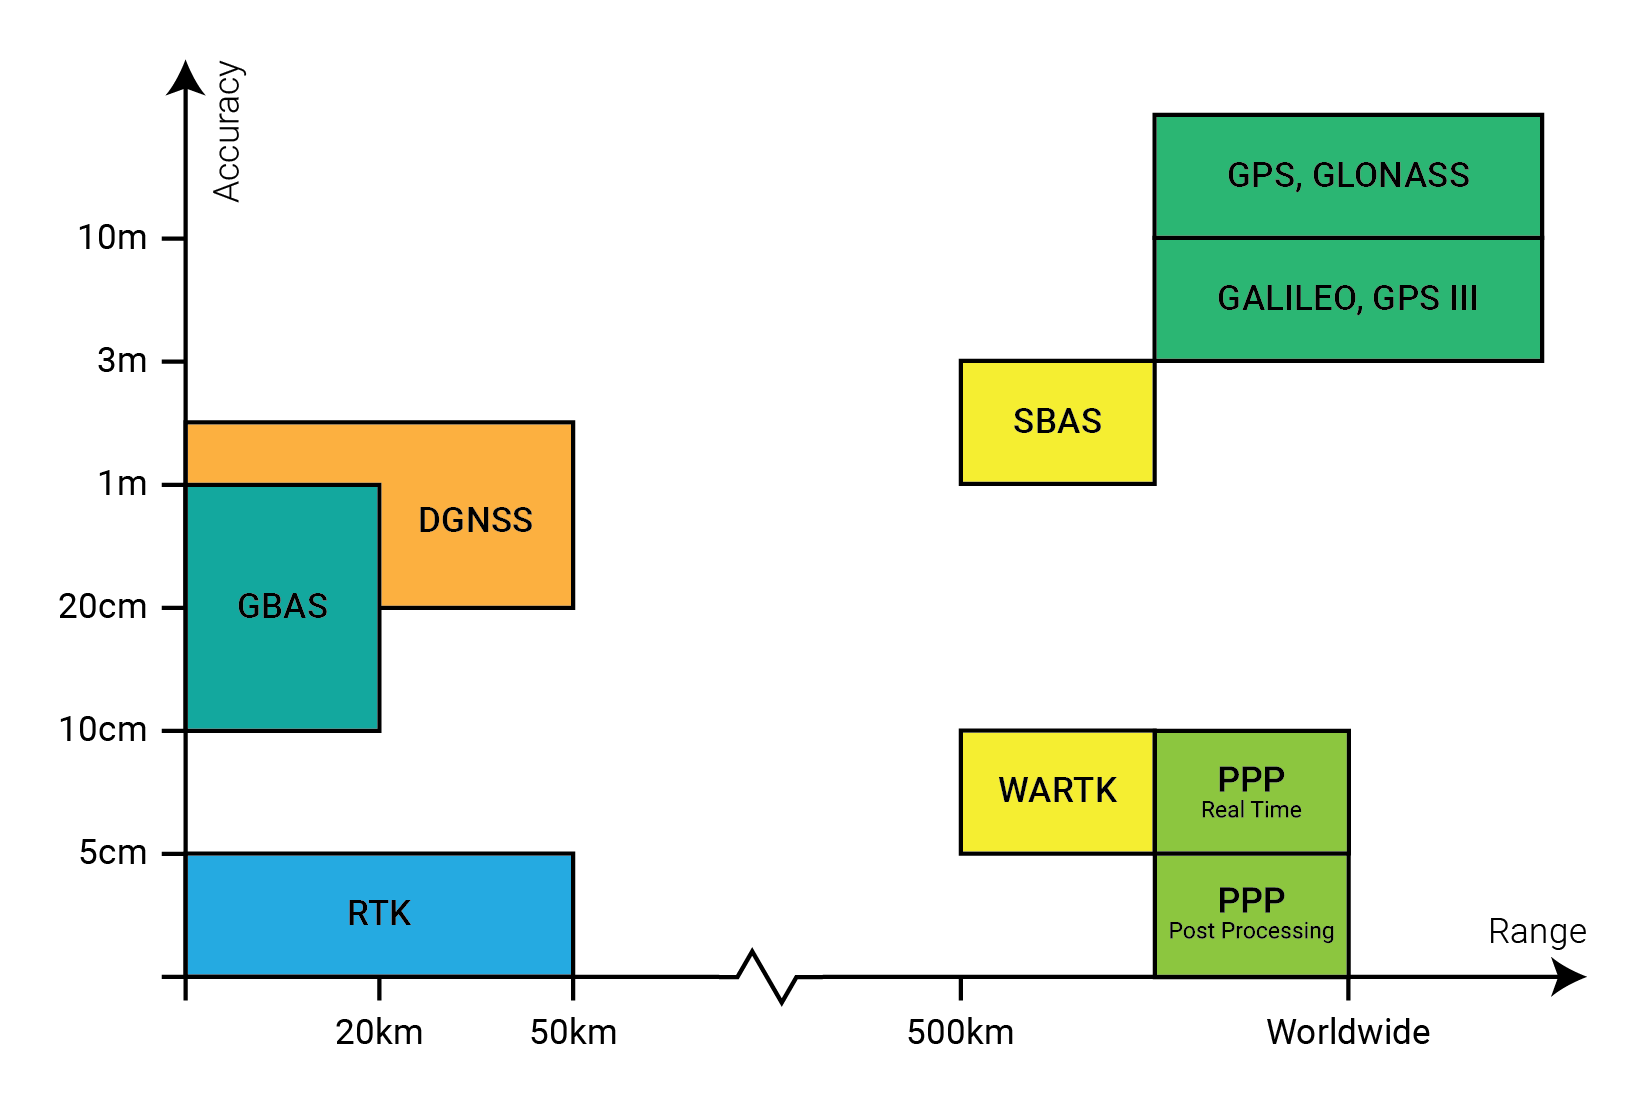 Accuracy
10m
3m
1m
20cm
10cm
5cm
GPS, GLONASS
GALILEO, GPS III
SBAS
DGNSS
GBAS
WARTK
PPP
Real Time
PPP
Post Processing
RTK
Range
20km
50km
500km
Worldwide